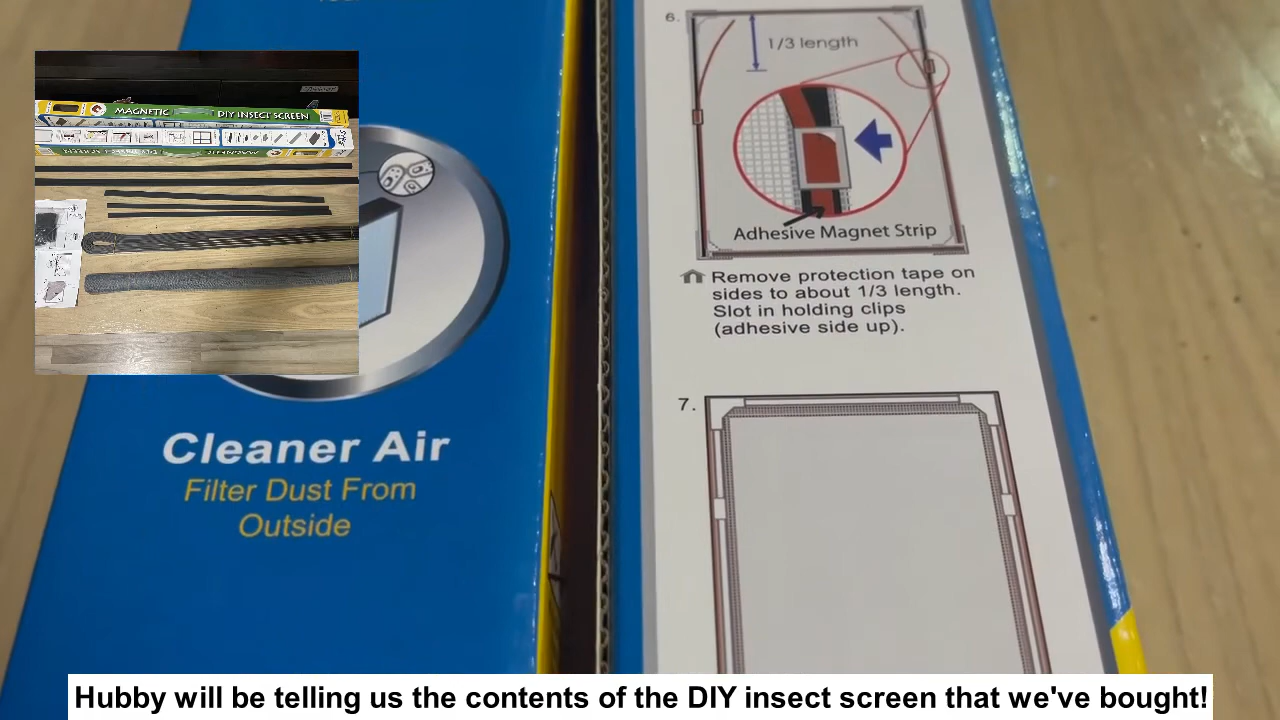 MAGNETIC
DIY INSECT SCREEN
Cleaner Air
Filter Dust From
Outside
6.
1/3 length
Adhesive Magnet Strip
Remove protection tape on
sides to about 1/3 length.
Slot in holding clips
(adhesive side up).
7.
Hubby will be telling us the contents of the DIY insect screen that we've bought!